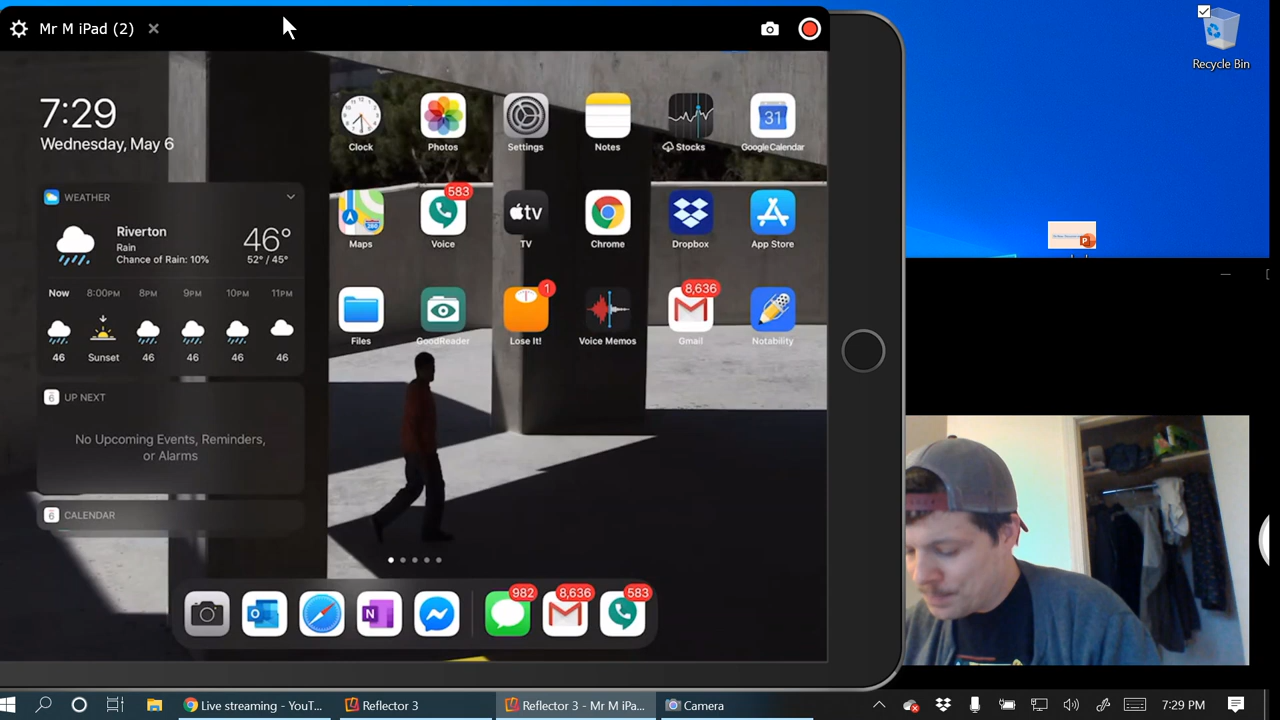 Mr M iPad (2)
Recycle Bin
7:29
Wednesday, May 6
WEATHER
Riverton
Rain
Chance of Rain: 10%
46°
52° / 45°
Now 8:00PM 8PM 9PM 10PM 11PM
46 Sunset 46 46 46 46
UP NEXT
No Upcoming Events, Reminders,
or Alarms
6 CALENDAR
Clock Photos Settings Notes Stocks Google Calendar
31
583
Maps Voice TV Chrome Dropbox App Store
tv
1
8,636
Files GoodReader Lose It! Voice Memos Gmail Notability
982 8,636 583
Live streaming - YouT...
Reflector 3
Reflector 3 - Mr M iPa...
Camera
7:29 PM